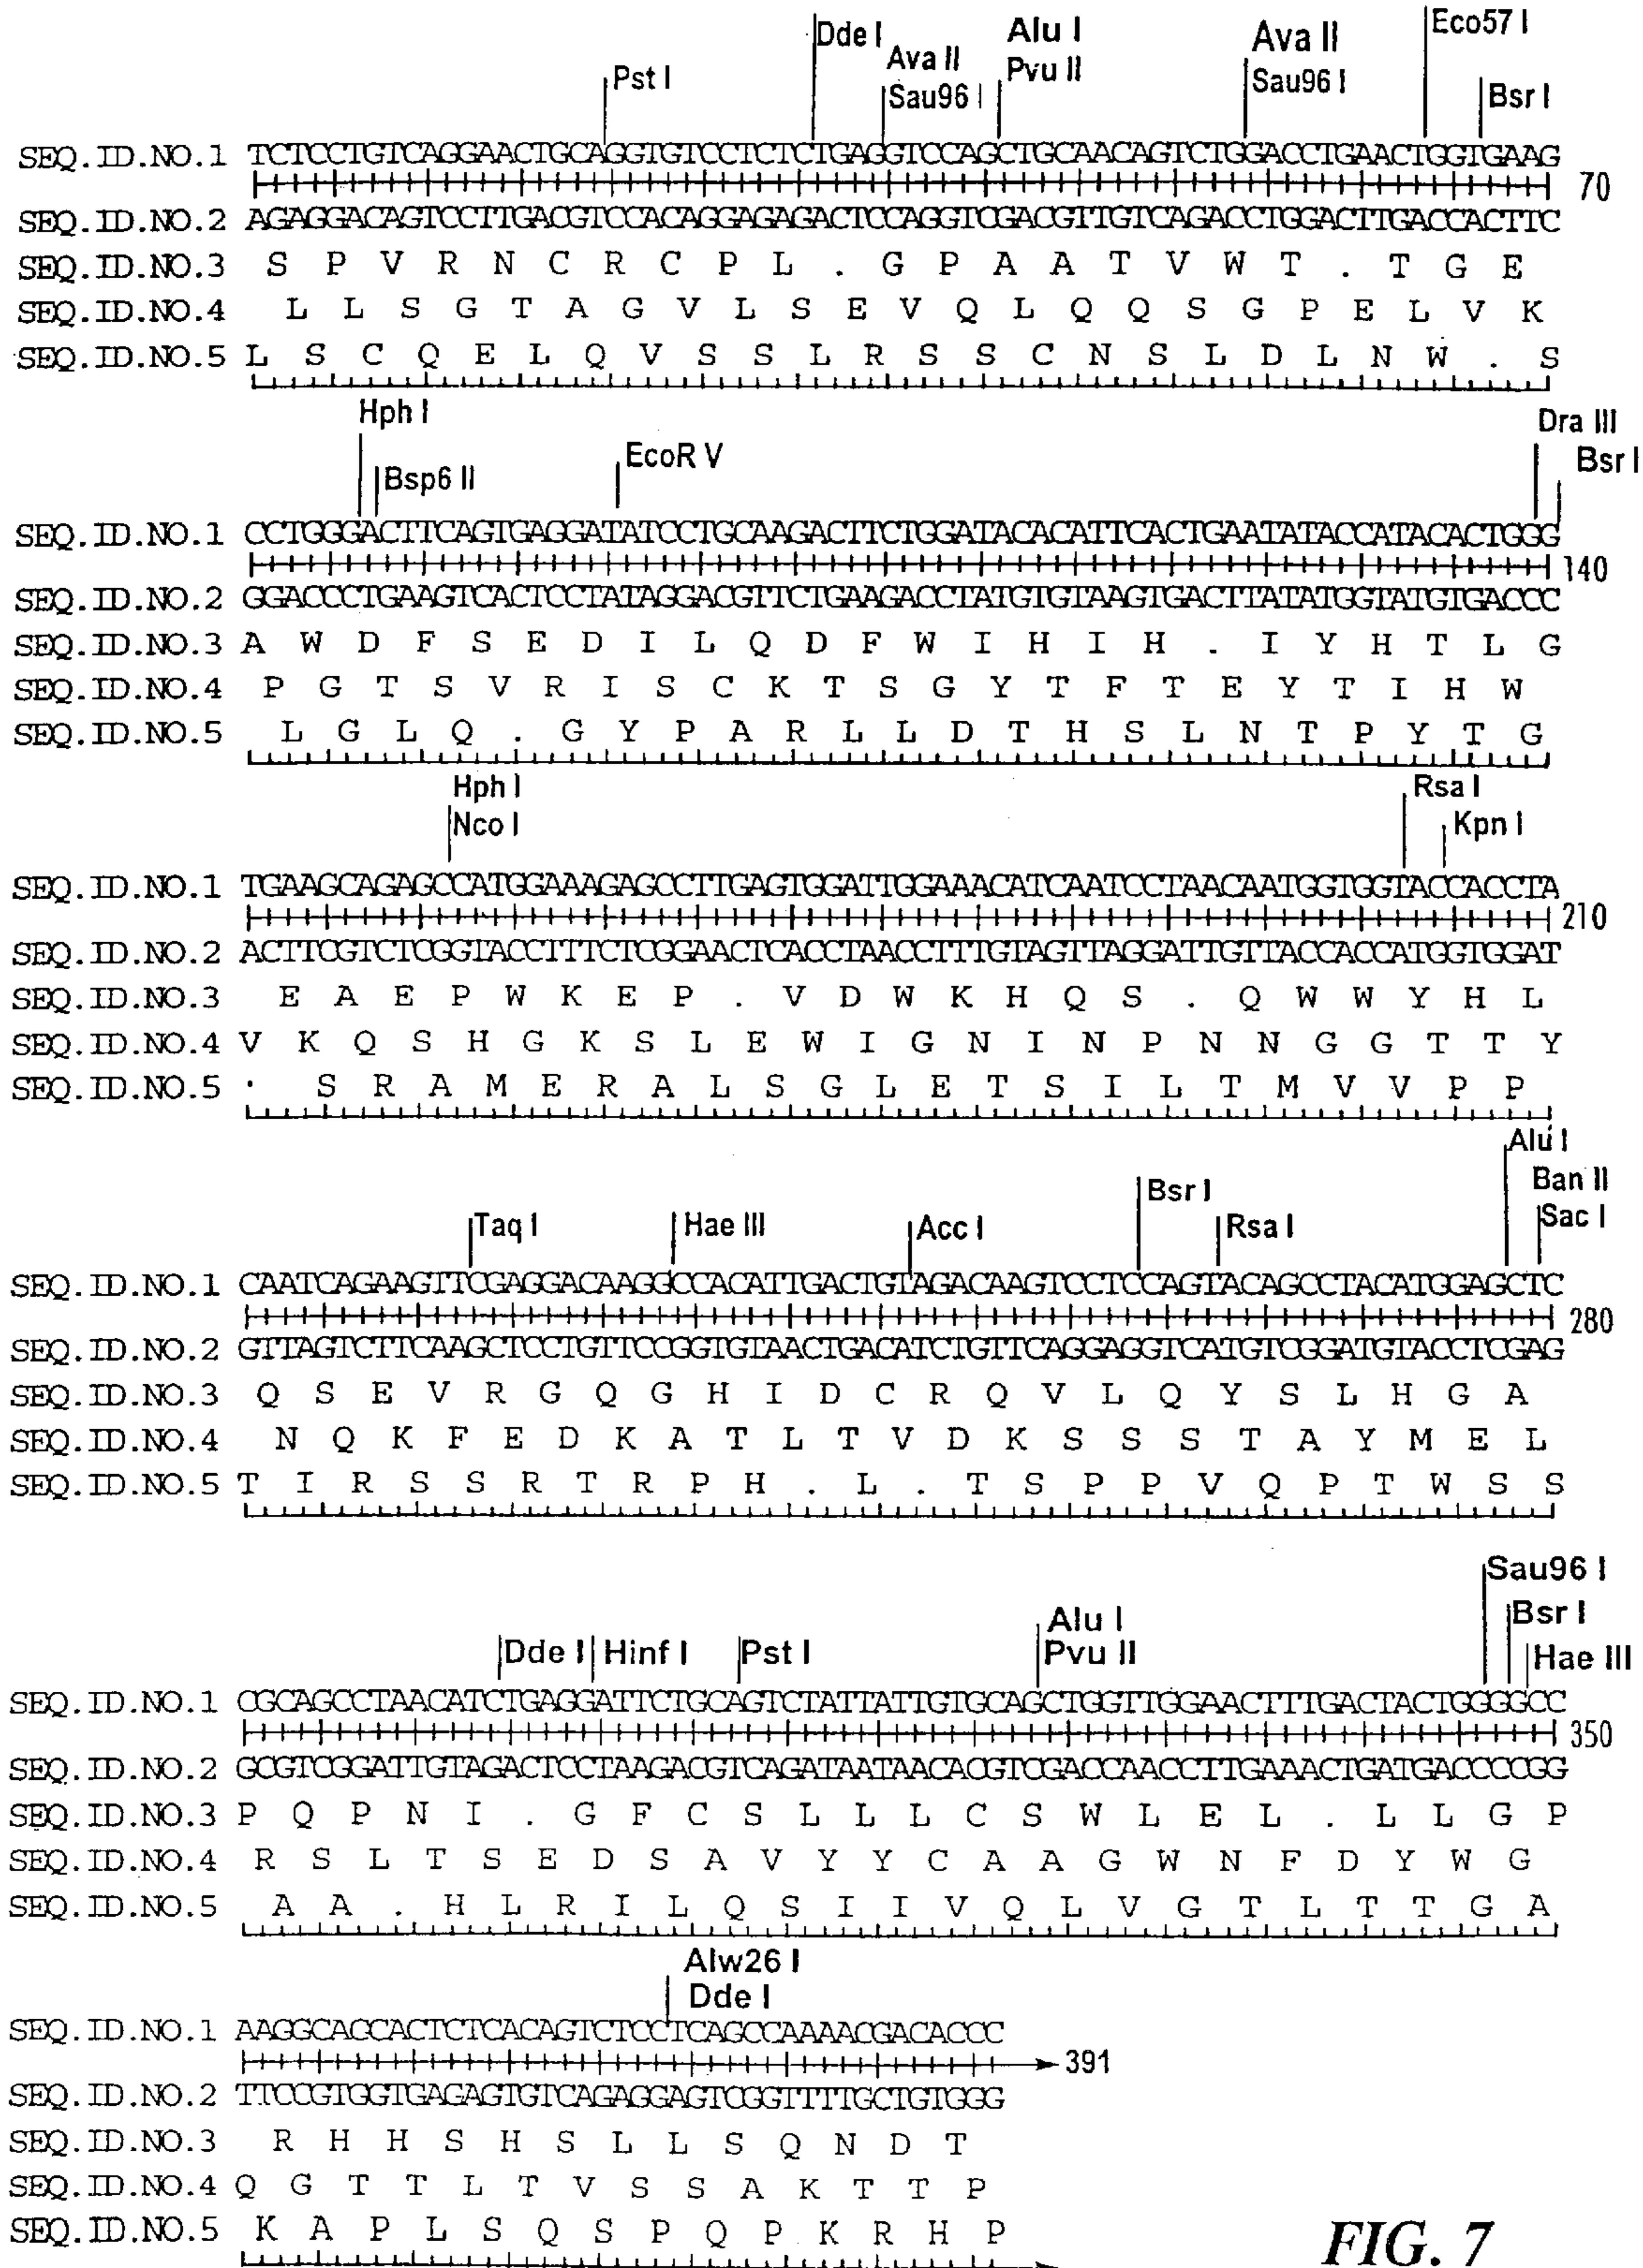 Dde I Alu I Ava II Eco57 I
Pst I Ava II Pvu II Sau96 I Bsr I
Sau96 I
SEQ.ID.NO.1 TCTCCTGTCAGGAACTGCAGGTGTCCTCTCTGAGGTCCAGCTGCAACAGTCTGGACCTGAACTGGTGAAG
70
SEQ.ID.NO.2 AGAGGACAGTCCTTGACGTCCACAGGAGAGACTCCAGGTCGACGTTGTCAGACCTGGACTTGACCACTTC
SEQ.ID.NO.3 S P V R N C R C P L . G P A A T V W T . T G E
SEQ.ID.NO.4 L L S G T A G V L S E V Q L Q Q S G P E L V K
SEQ.ID.NO.5 L S C Q E L Q V S S L R S S C N S L D L N W . S
Hph I Dra III
Bsp6 II EcoR V Bsr I
SEQ.ID.NO.1 CCTGGGACTTCAGTGAGGATATCCTGCAAGACTTCTGGATACACATTCACTGAATATACCATACACTGGG
140
SEQ.ID.NO.2 GGACCCTGAAGTCACTCCTATAGGACGTTCTGAAGACCTATGTGTAAGTGACTTATATGGTATGTGACCC
SEQ.ID.NO.3 A W D F S E D I L Q D F W I H I H . I Y H T L G
SEQ.ID.NO.4 P G T S V R I S C K T S G Y T F T E Y T I H W
SEQ.ID.NO.5 L G L Q . G Y P A R L L D T H S L N T P Y T G
Hph I Rsa I
Nco I Kpn I
SEQ.ID.NO.1 TGAAGCAGAGCCATGGAAAGAGCCTTGAGTGGATTGGAAACATCAATCCTAACAATGGTGGTACCACCTA
210
SEQ.ID.NO.2 ACTTCGTCTCGGTACCTTTCTCGGAACTCACCTAACCTTTGTAGTTAGGATTGTTACCACCATGGTGGAT
SEQ.ID.NO.3 E A E P W K E P . V D W K H Q S . Q W W Y H L
SEQ.ID.NO.4 V K Q S H G K S L E W I G N I N P N N G G T T Y
SEQ.ID.NO.5 . S R A M E R A L S G L E T S I L T M V V P P
Alu I
Bsr I Ban II
Taq I Hae III Acc I Rsa I Sac I
SEQ.ID.NO.1 CAATCAGAAGTTCGAGGACAAGGCCACATTGACTGTAGACAAGTCCTCCAGTACAGCCTACATGGAGCTC
280
SEQ.ID.NO.2 GTTAGTCTTCAAGCTCCTGTTCCGGTGTAACTGACATCTGTTCAGGAGGTCATGTCGGATGTACCTCGAG
SEQ.ID.NO.3 Q S E V R G Q G H I D C R Q V L Q Y S L H G A
SEQ.ID.NO.4 N Q K F E D K A T L T V D K S S S T A Y M E L
SEQ.ID.NO.5 T I R S S R T R P H . L . T S P P V Q P T W S S
Sau96 I
Alu I Bsr I
Dde I Hinf I Pst I Pvu II Hae III
SEQ.ID.NO.1 CGCAGCCTAACATCTGAGGATTCTGCAGTCTATTATTGTGCAGCTGGTTGGAACTTTGACTACTGGGGCC
350
SEQ.ID.NO.2 GCGTCGGATTGTAGACTCCTAAGACGTCAGATAATAACACGTCGACCAACCTTGAAACTGATGACCCCGG
SEQ.ID.NO.3 P Q P N I . G F C S L L L C S W L E L . L L G P
SEQ.ID.NO.4 R S L T S E D S A V Y Y C A A G W N F D Y W G
SEQ.ID.NO.5 A A . H L R I L Q S I I V Q L V G T L T T G A
Alw26 I
Dde I
SEQ.ID.NO.1 AAGGCACCACTCTCACAGTCTCCTCAGCCAAAACGACACCC
391
SEQ.ID.NO.2 TTCCGTGGTGAGAGTGTCAGAGGAGTCGGTTTTGCTGTGGG
SEQ.ID.NO.3 R H H S H S L L S Q N D T
SEQ.ID.NO.4 Q G T T L T V S S A K T T P
SEQ.ID.NO.5 K A P L S Q S P Q P K R H P
FIG. 7